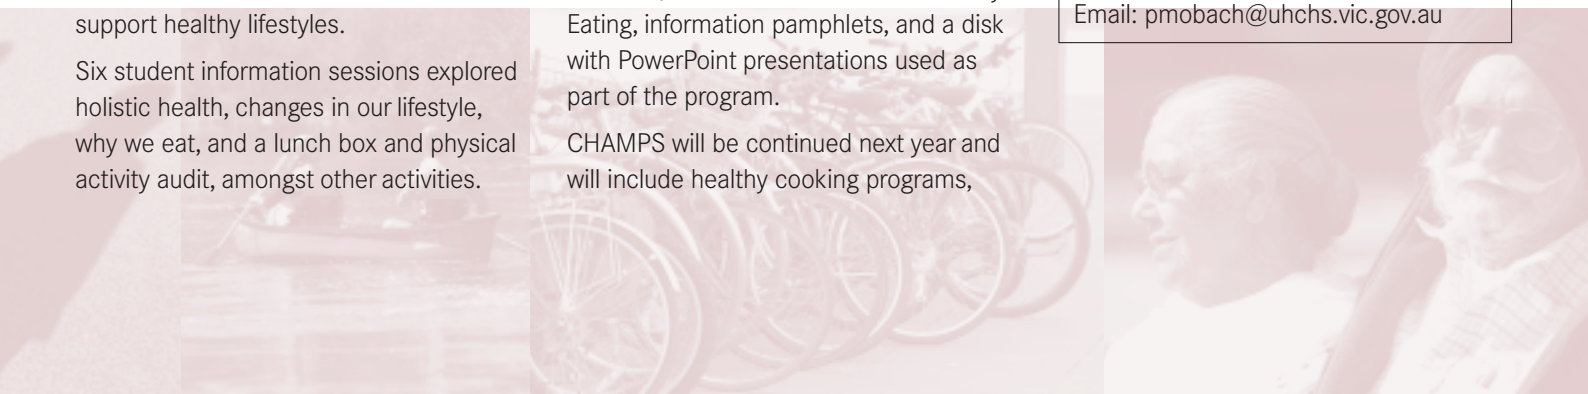 support healthy lifestyles.
Six student information sessions explored
holistic health, changes in our lifestyle,
why we eat, and a lunch box and physical
activity audit, amongst other activities.
Eating, information pamphlets, and a disk
with PowerPoint presentations used as
part of the program.
CHAMPS will be continued next year and
will include healthy cooking programs,
Email: pmobach@uhchs.vic.gov.au